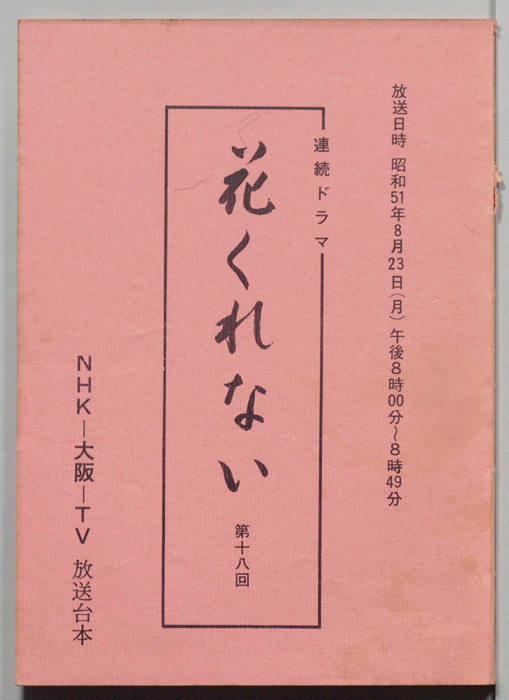 放送日時 昭和51年8月23日(月)午後8時00分~8時49分
連続ドラマ
花くれない
第十八回
NHK-大阪-TV 放送台本